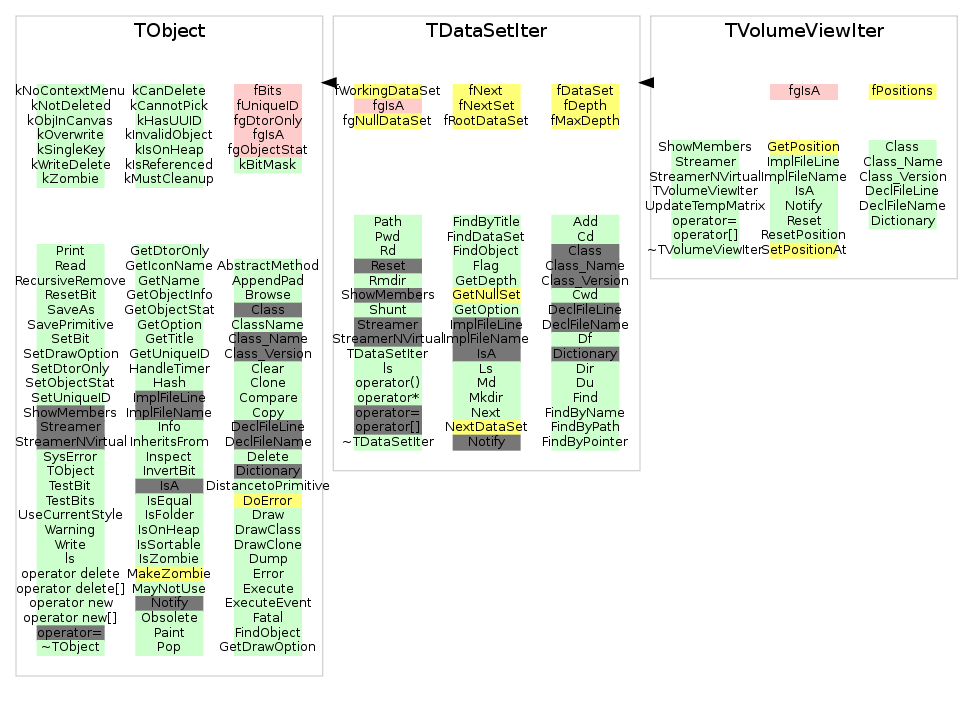 TObject
kNoContextMenu
kNotDeleted
kObjInCanvas
kOverwrite
kSingleKey
kWriteDelete
kZombie
kCanDelete
kCannotPick
kHasUUID
kInvalidObject
kIsOnHeap
kIsReferenced
kMustCleanup
fBits
fUniqueID
fgDtorOnly
fgIsA
fgObjectStat
kBitMask
Print
Read
RecursiveRemove
ResetBit
SaveAs
SavePrimitive
SetBit
SetDrawOption
SetDtorOnly
SetObjectStat
SetUniqueID
ShowMembers
Streamer
StreamerNVirtual
SysError
TObject
TestBit
TestBits
UseCurrentStyle
Warning
Write
ls
operator delete
operator delete[]
operator new
operator new[]
operator=
~TObject
GetDtorOnly
GetIconName
GetName
GetObjectInfo
GetObjectStat
GetOption
GetTitle
GetUniqueID
HandleTimer
Hash
ImplFileLine
ImplFileName
Info
InheritsFrom
Inspect
InvertBit
IsA
IsEqual
IsFolder
IsOnHeap
IsSortable
IsZombie
MakeZombie
MayNotUse
Notify
Obsolete
Paint
Pop
AbstractMethod
AppendPad
Browse
Class
ClassName
Class_Name
Class_Version
Clear
Clone
Compare
Copy
DeclFileLine
DeclFileName
Delete
Dictionary
DistancetoPrimitive
DoError
Draw
DrawClass
DrawClone
Dump
Error
Execute
ExecuteEvent
Fatal
FindObject
GetDrawOption
TDataSetIter
fWorkingDataSet
fgIsA
fgNullDataSet
fNext
fNextSet
fRootDataSet
fDataSet
fDepth
fMaxDepth
Path
Pwd
Rd
Reset
Rmdir
ShowMembers
Shunt
Streamer
StreamerNVirtual
TDataSetIter
ls
operator()
operator*
operator=
operator[]
~TDataSetIter
FindByTitle
FindDataSet
FindObject
Flag
GetDepth
GetNullSet
GetOption
ImplFileLine
ImplFileName
IsA
Ls
Md
Mkdir
Next
NextDataSet
Notify
Add
Cd
Class
Class_Name
Class_Version
Cwd
DeclFileLine
DeclFileName
Df
Dictionary
Dir
Du
Find
FindByName
FindByPath
FindByPointer
TVolumeViewIter
fgIsA
fPositions
ShowMembers
Streamer
StreamerNVirtual
TVolumeViewIter
UpdateTempMatrix
operator=
operator[]
~TVolumeViewIter
GetPosition
ImplFileLine
ImplFileName
IsA
Notify
Reset
ResetPosition
SetPositionAt
Class
Class_Name
Class_Version
DeclFileLine
DeclFileName
Dictionary